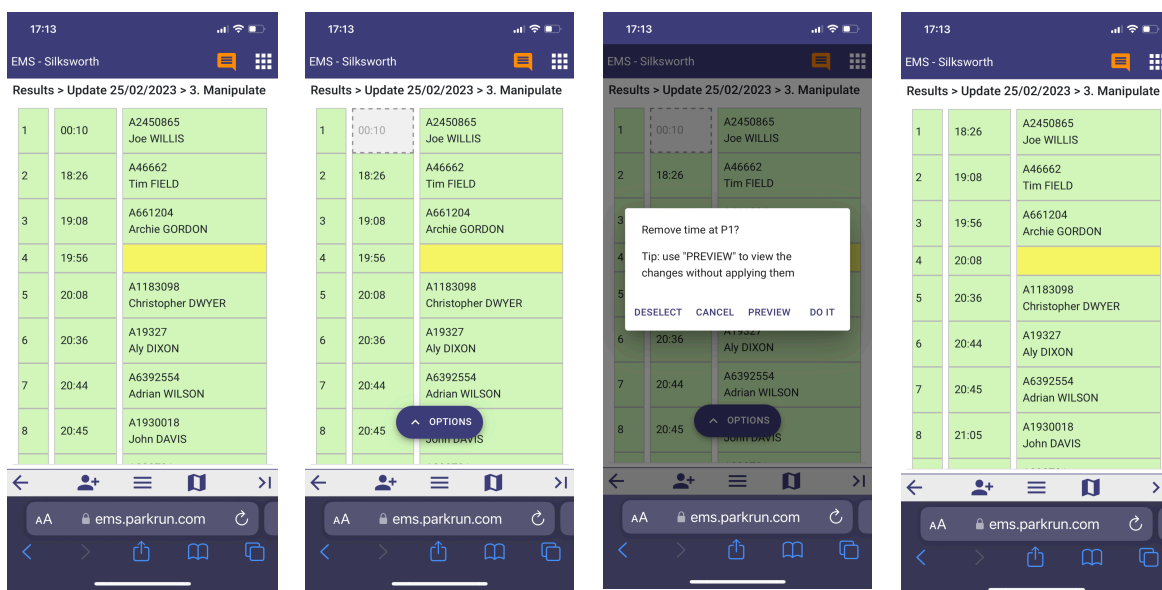 17:13
EMS - Silksworth
Results > Update 25/02/2023 > 3. Manipulate
1 00:10 A2450865
Joe WILLIS
2 18:26 A46662
Tim FIELD
3 19:08 A661204
Archie GORDON
4 19:56
5 20:08 A1183098
Christopher DWYER
6 20:36 A19327
Aly DIXON
7 20:44 A6392554
Adrian WILSON
8 20:45 A1930018
John DAVIS
AA ems.parkrun.com
17:13
EMS - Silksworth
Results > Update 25/02/2023 > 3. Manipulate
1 00:10 A2450865
Joe WILLIS
2 18:26 A46662
Tim FIELD
3 19:08 A661204
Archie GORDON
4 19:56
5 20:08 A1183098
Christopher DWYER
6 20:36 A19327
Aly DIXON
7 20:44 A6392554
Adrian WILSON
OPTIONS
8 20:45
John DAVIS
AA ems.parkrun.com
17:13
EMS - Silksworth
Results > Update 25/02/2023 > 3. Manipulate
1 00:10 A2450865
Joe WILLIS
2 18:26 A46662
Tim FIELD
3
Remove time at P1?
4
Tip: use "PREVIEW" to view the
changes without applying them
5
DESELECT CANCEL PREVIEW DO IT
6 20:36 A19327
Aly DIXON
7 20:44 A6392554
Adrian WILSON
OPTIONS
8 20:45
John DAVIS
AA ems.parkrun.com
17:13
EMS - Silksworth
Results > Update 25/02/2023 > 3. Manipulate
1 18:26 A2450865
Joe WILLIS
2 19:08 A46662
Tim FIELD
3 19:56 A661204
Archie GORDON
4 20:08
5 20:36 A1183098
Christopher DWYER
6 20:44 A19327
Aly DIXON
7 20:45 A6392554
Adrian WILSON
8 21:05 A1930018
John DAVIS
AA ems.parkrun.com